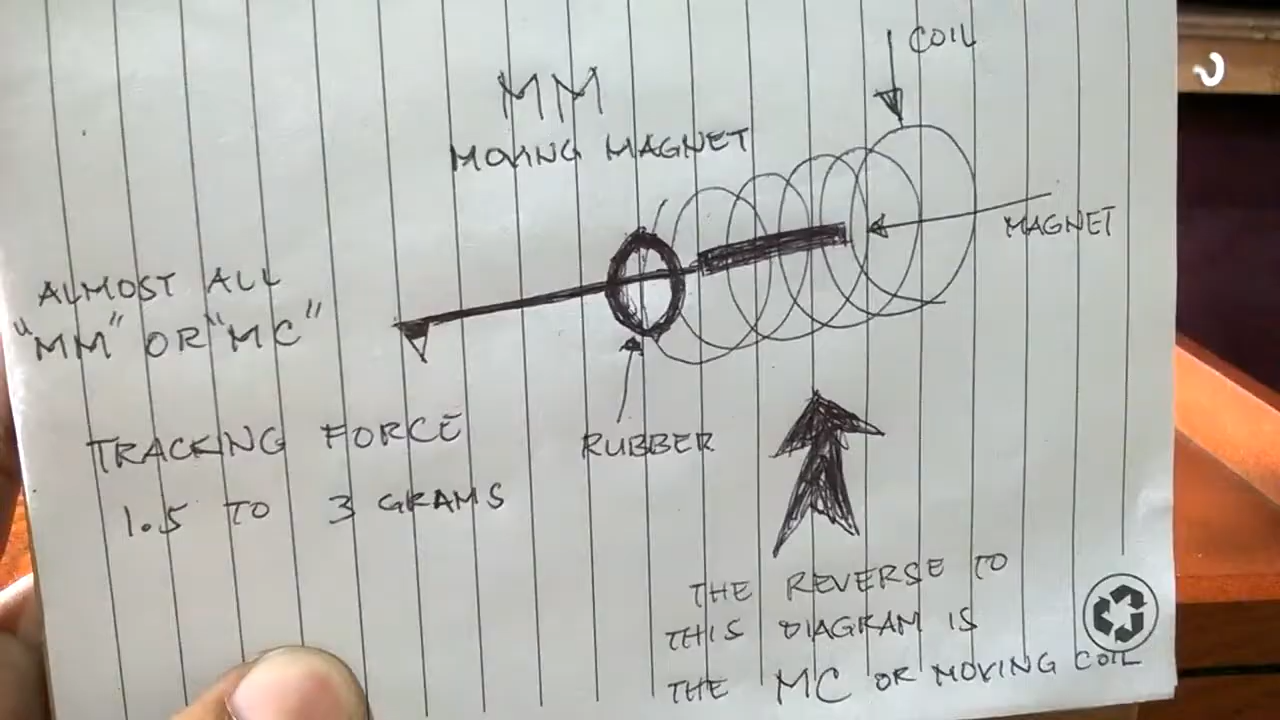 COIL
MM
MOVING MAGNET
MAGNET
ALMOST ALL
"MM" OR "MC"
TRACKING FORCE
1.5 TO 3 GRAMS
RUBBER
THE REVERSE TO
THIS DIAGRAM IS
THE MC OR MOVING COIL